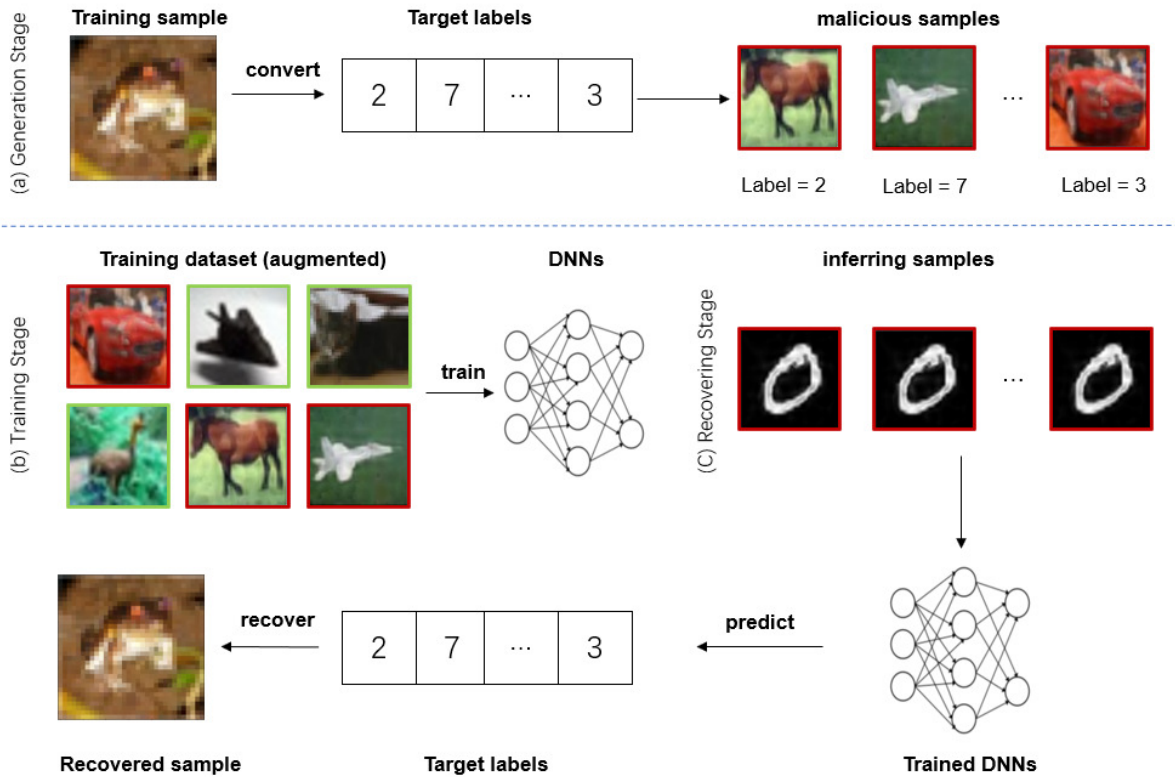 Training sample
Target labels
malicious samples
(a) Generation Stage
convert
2 7 ... 3
Label = 2
Label = 7
...
Label = 3
Training dataset (augmented)
DNNs
inferring samples
(b) Training Stage
train
(C) Recovering Stage
...
recover
2 7 ... 3
predict
Recovered sample
Target labels
Trained DNNs